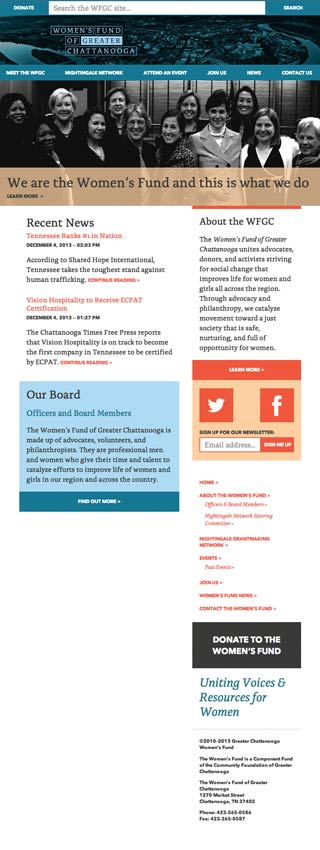 DONATE
Search the WFGC site...
SEARCH
WOMEN'S FUND
OF GREATER
CHATTANOOGA
MEET THE WFGC
NIGHTINGALE NETWORK
ATTEND AN EVENT
JOIN US
NEWS
CONTACT US
We are the Women's Fund and this is what we do
LEARN MORE »
Recent News
Tennessee Ranks #1 in Nation
DECEMBER 4, 2013 – 02:02 PM
According to Shared Hope International,
Tennessee takes the toughest stand against
human trafficking. CONTINUE READING »
Vision Hospitality to Receive ECPAT
Certification
DECEMBER 4, 2013 – 01:27 PM
The Chattanooga Times Free Press reports
that Vision Hospitality is on track to become
the first company in Tennessee to be certified
by ECPAT. CONTINUE READING »
Our Board
Officers and Board Members
The Women's Fund of Greater Chattanooga is
made up of advocates, volunteers, and
philanthropists. They are professional men
and women who give their time and talent to
catalyze efforts to improve life of women and
girls in our region and across the country.
FIND OUT MORE »
About the WFGC
The Women's Fund of Greater
Chattanooga unites advocates,
donors, and activists striving
for social change that
improves life for women and
girls all across the region.
Through advocacy and
philanthropy, we catalyze
movement toward a just
society that is safe,
nurturing, and full of
opportunity for women.
LEARN MORE »
SIGN UP FOR OUR NEWSLETTER:
Email address...
SIGN ME UP
HOME »
ABOUT THE WOMEN'S FUND »
Officers & Board Members »
Nightingale Network Steering
Committee »
NIGHTINGALE GRANTMAKING
NETWORK »
EVENTS »
Past Events »
JOIN US »
WOMEN'S FUND NEWS »
CONTACT THE WOMEN'S FUND »
DONATE TO THE
WOMEN'S FUND
Uniting Voices &
Resources for
Women
©2010-2013 Greater Chattanooga
Women's Fund
The Women's Fund is a Component Fund
of the Community Foundation of Greater
Chattanooga
The Women's Fund of Greater
Chattanooga
1270 Market Street
Chattanooga, TN 37402
Phone: 423-265-0586
Fax: 423-265-0587